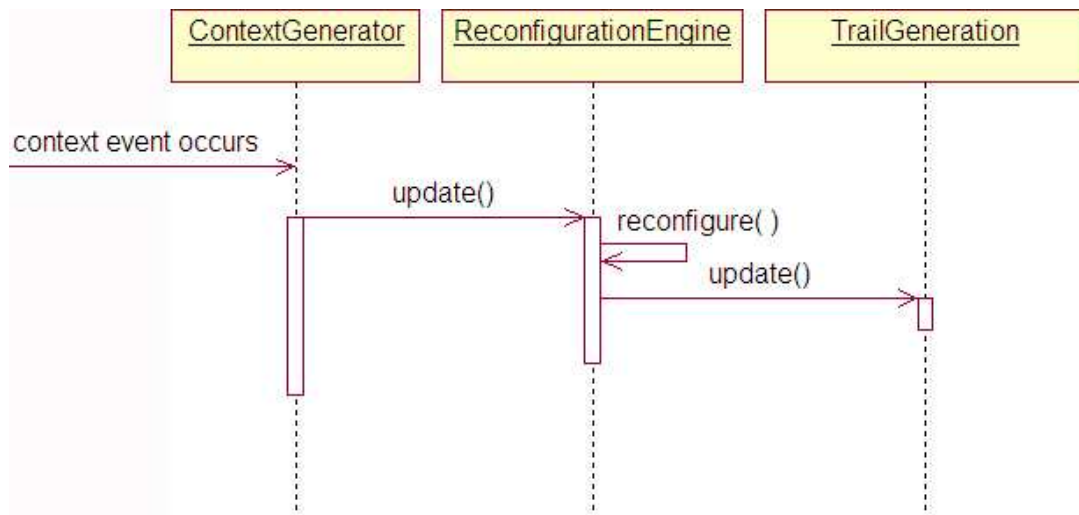 ContextGenerator
ReconfigurationEngine
TrailGeneration
context event occurs
update()
reconfigure( )
update()